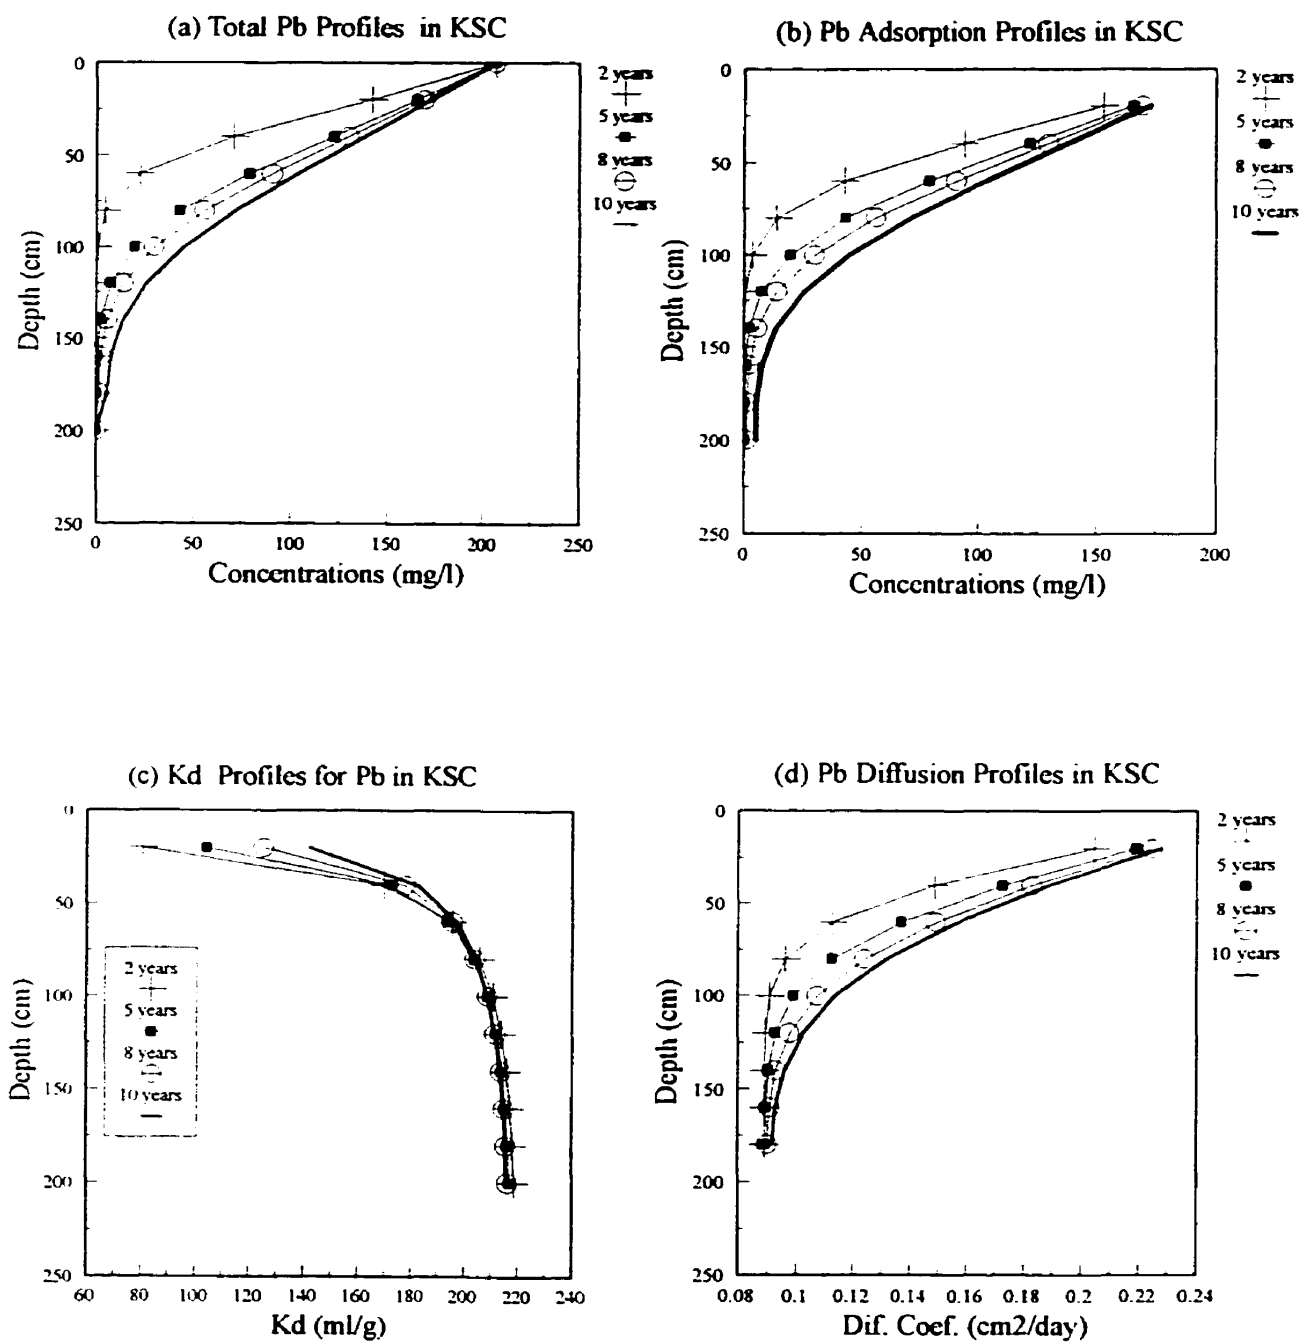 (a) Total Pb Profiles in KSC
0
50
100
150
200
250
Depth (cm)
0 50 100 150 200 250
Concentrations (mg/l)
2 years
5 years
8 years
10 years
(b) Pb Adsorption Profiles in KSC
0
50
100
150
200
250
Depth (cm)
0 50 100 150 200
Concentrations (mg/l)
2 years
5 years
8 years
10 years
(c) Kd Profiles for Pb in KSC
0
50
100
150
200
250
Depth (cm)
2 years
5 years
8 years
10 years
60 80 100 120 140 160 180 200 220 240
Kd (ml/g)
(d) Pb Diffusion Profiles in KSC
0
50
100
150
200
250
Depth (cm)
0.08 0.1 0.12 0.14 0.16 0.18 0.2 0.22 0.24
Dif. Coef. (cm2/day)
2 years
5 years
8 years
10 years